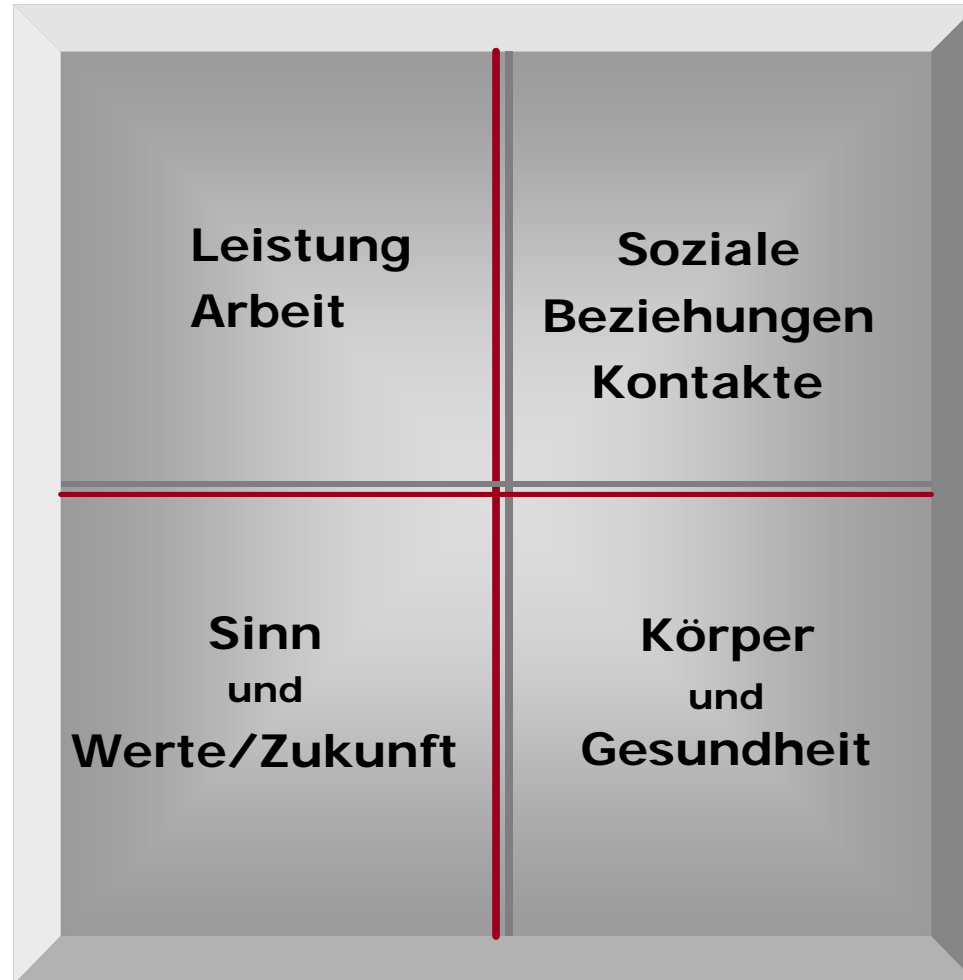 Leistung
Arbeit
Soziale
Beziehungen
Kontakte
Sinn
und
Werte/Zukunft
Körper
und
Gesundheit